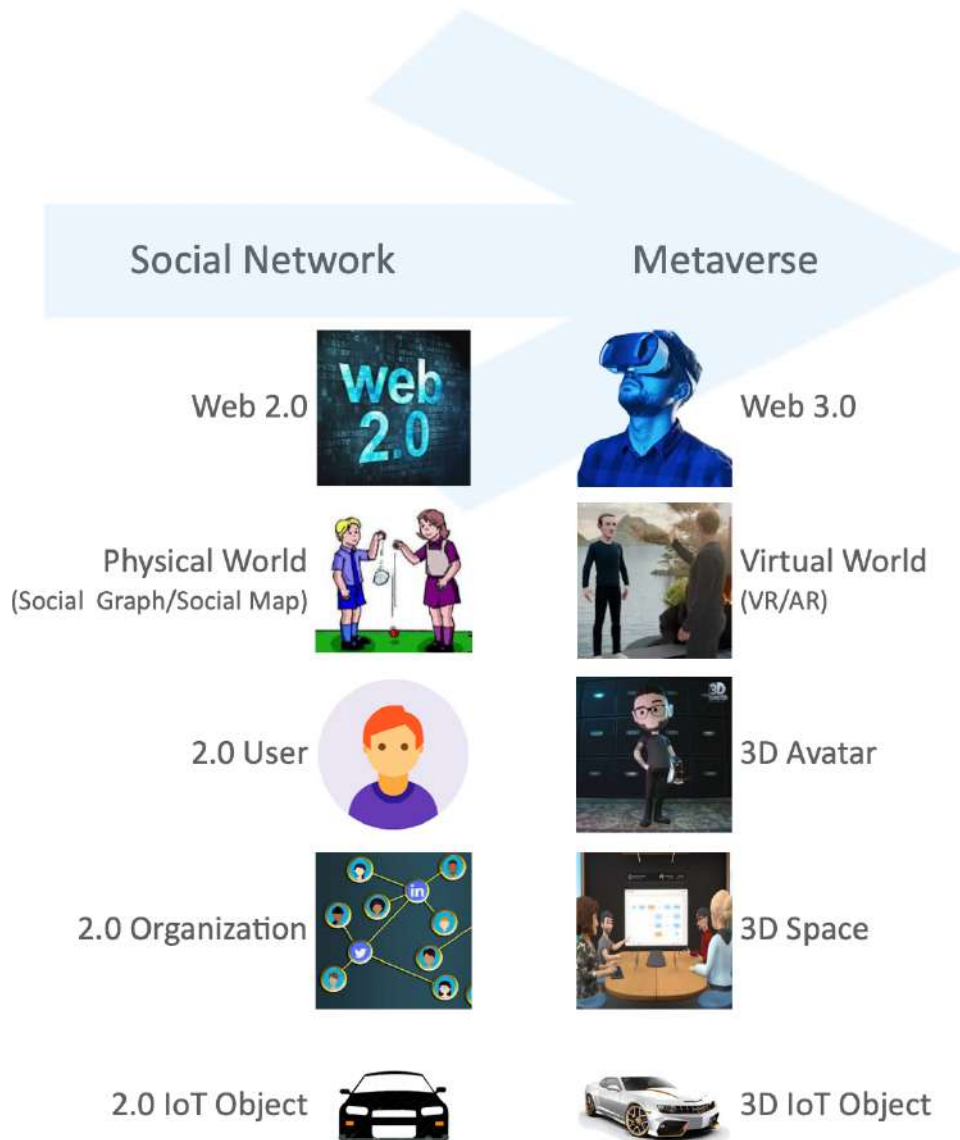 Social Network
Metaverse
Web 2.0
web
2.0
Web 3.0
Physical World
(Social Graph/Social Map)
Virtual World
(VR/AR)
2.0 User
3D
3D Avatar
2.0 Organization
in
3D Space
2.0 IoT Object
3D IoT Object